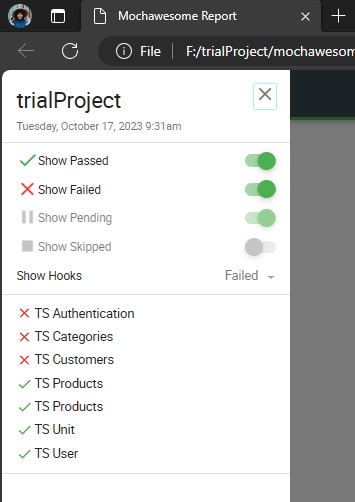 Mochawesome Report
File
F:/trialProject/mochawesom
trialProject
Tuesday, October 17, 2023 9:31am
Show Passed
Show Failed
Show Pending
Show Skipped
Show Hooks
Failed
TS Authentication
TS Categories
TS Customers
TS Products
TS Products
TS Unit
TS User